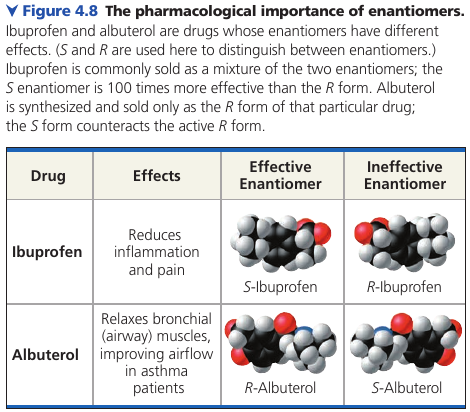 Figure 4.8 The pharmacological importance of enantiomers.
Ibuprofen and albuterol are drugs whose enantiomers have different
effects. (S and R are used here to distinguish between enantiomers.)
Ibuprofen is commonly sold as a mixture of the two enantiomers; the
S enantiomer is 100 times more effective than the R form. Albuterol
is synthesized and sold only as the R form of that particular drug;
the S form counteracts the active R form.
Drug
Effects
Effective
Enantiomer
Ineffective
Enantiomer
Ibuprofen
Reduces
inflammation
and pain
S-Ibuprofen
R-Ibuprofen
Albuterol
Relaxes bronchial
(airway) muscles,
improving airflow
in asthma
patients
R-Albuterol
S-Albuterol